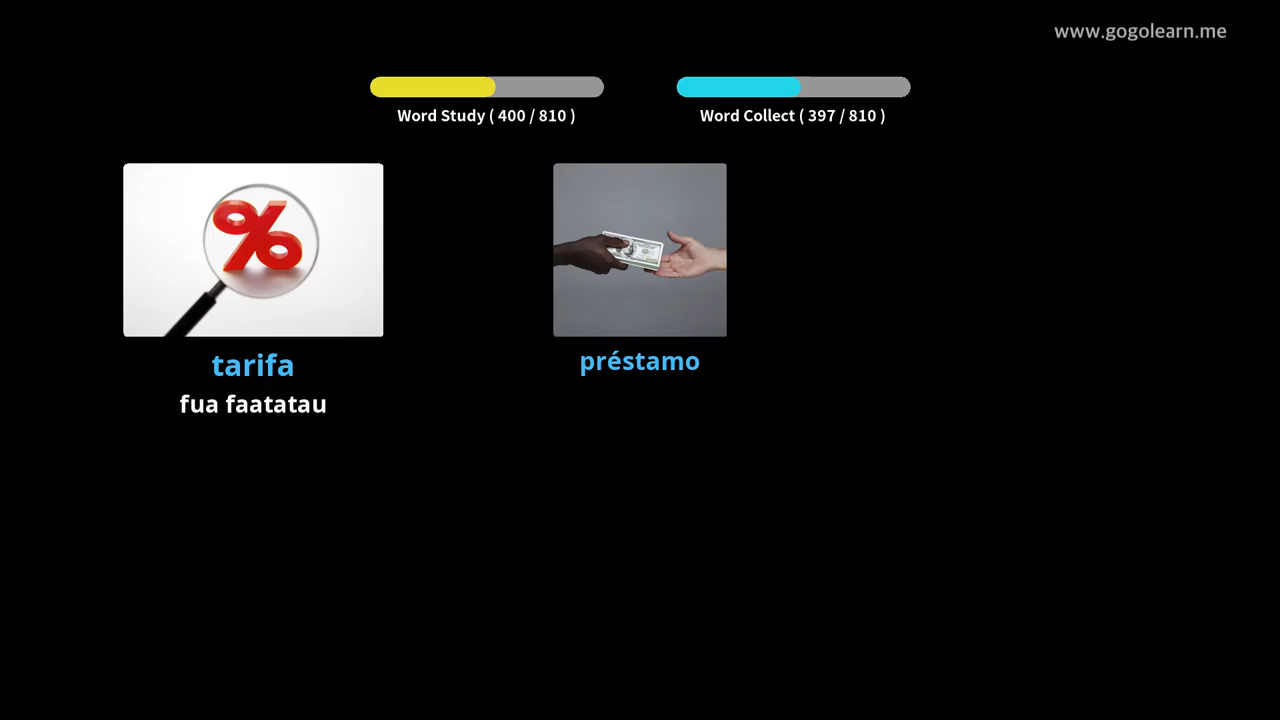 www.gogolearn.me
Word Study ( 400 / 810 )
Word Collect ( 397 / 810 )
tarifa
fua faatatau
préstamo